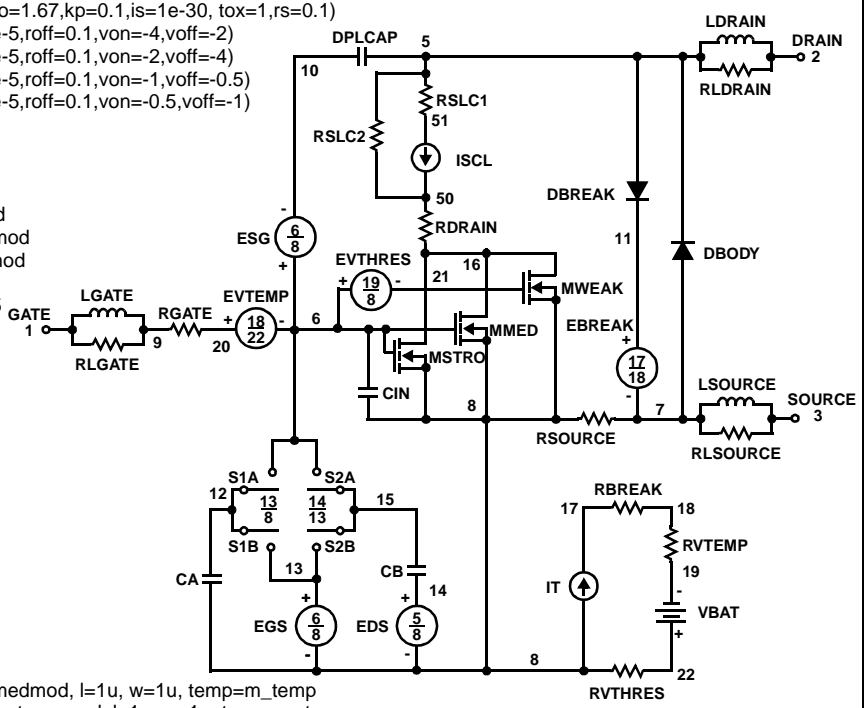 o=1.67,kp=0.1,is=1e-30, tox=1,rs=0.1)
e-5,roff=0.1,von=-4,voff=-2)
e-5,roff=0.1,von=-2,voff=-4)
e-5,roff=0.1,von=-1,voff=-0.5)
e-5,roff=0.1,von=-0.5,voff=-1)
LDRAIN
DPLCAP
5
DRAIN
2
10
RLDRAIN
RSLC1
51
RSLC2
ISCL
DBREAK
50
d
mod
mod
-
ESG
6
8
+
RDRAIN
11
DBODY
EVTHRES
+
19
8
-
21
16
MWEAK
GATE
1
LGATE
RGATE
EVTEMP
+
18
22
-
6
EBREAK
+
9
20
MMED
MSTRO
RLGATE
17
18
-
LSOURCE
CIN
8
7
SOURCE
3
RSOURCE
RLSOURCE
S1A
S2A
12
13
8
14
13
15
RBREAK
17
18
S1B
S2B
RVTEMP
13
CB
19
CA
14
IT
-
VBAT
+
+
EGS
6
8
-
+
EDS
5
8
-
8
22
RVTHRES
medmod, l=1u, w=1u, temp=m_temp